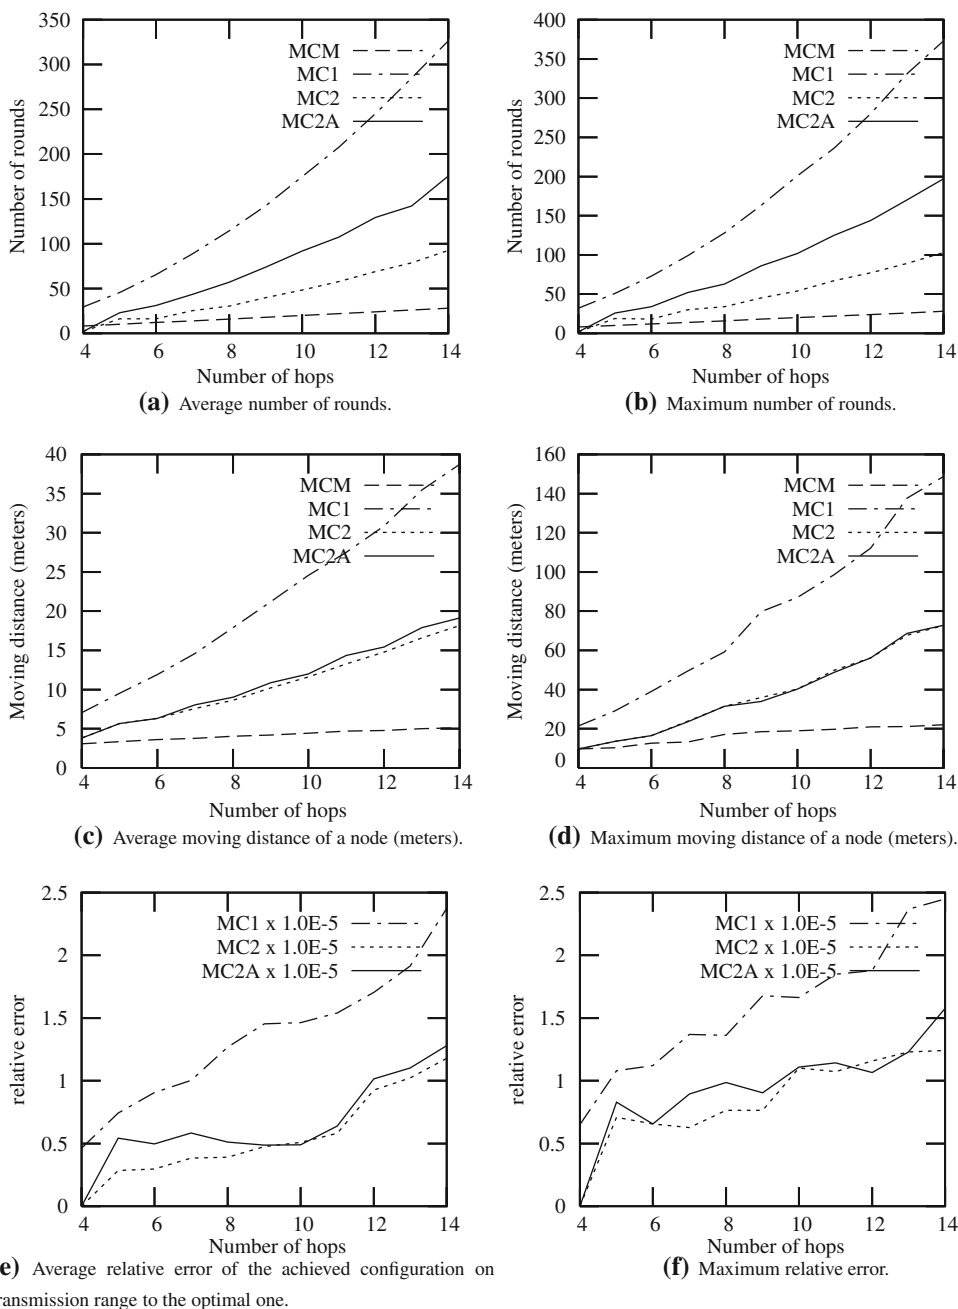 350
300
250
200
150
100
50
0
Number of rounds
MCM
MC1
MC2
MC2A
4 6 8 10 12 14
Number of hops
(a) Average number of rounds.
400
350
300
250
200
150
100
50
0
Number of rounds
MCM
MC1
MC2
MC2A
4 6 8 10 12 14
Number of hops
(b) Maximum number of rounds.
40
35
30
25
20
15
10
5
0
Moving distance (meters)
MCM
MC1
MC2
MC2A
4 6 8 10 12 14
Number of hops
(c) Average moving distance of a node (meters).
160
140
120
100
80
60
40
20
0
Moving distance (meters)
MCM
MC1
MC2
MC2A
4 6 8 10 12 14
Number of hops
(d) Maximum moving distance of a node (meters).
2.5
2
1.5
1
0.5
0
relative error
MC1 x 1.0E-5
MC2 x 1.0E-5
MC2A x 1.0E-5
4 6 8 10 12 14
Number of hops
e) Average relative error of the achieved configuration on
ransmission range to the optimal one.
2.5
2
1.5
1
0.5
0
relative error
MC1 x 1.0E-5
MC2 x 1.0E-5
MC2A x 1.0E-5
4 6 8 10 12 14
Number of hops
(f) Maximum relative error.